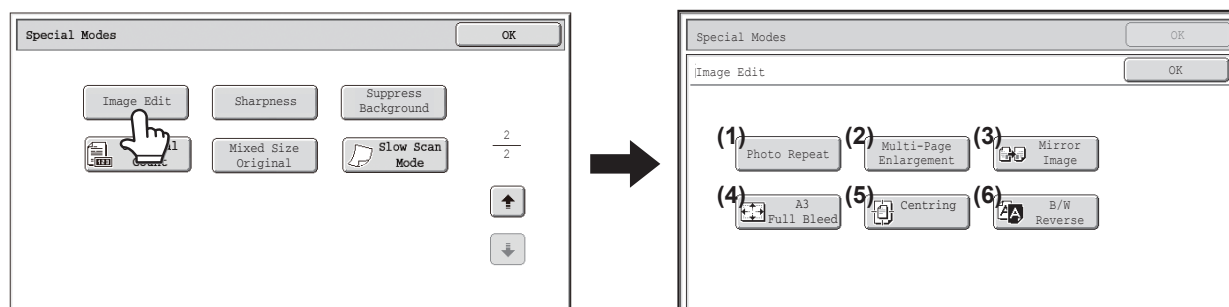 Special Modes
OK
Image Edit
Sharpness
Suppress
Background
Mixed Size
Original
Slow Scan
Mode
2
2
Special Modes
OK
Image Edit
OK
(1)
Photo Repeat
(2)
Multi-Page
Enlargement
(3)
Mirror
Image
(4)
A3
Full Bleed
(5)
Centring
(6)
B/W
Reverse